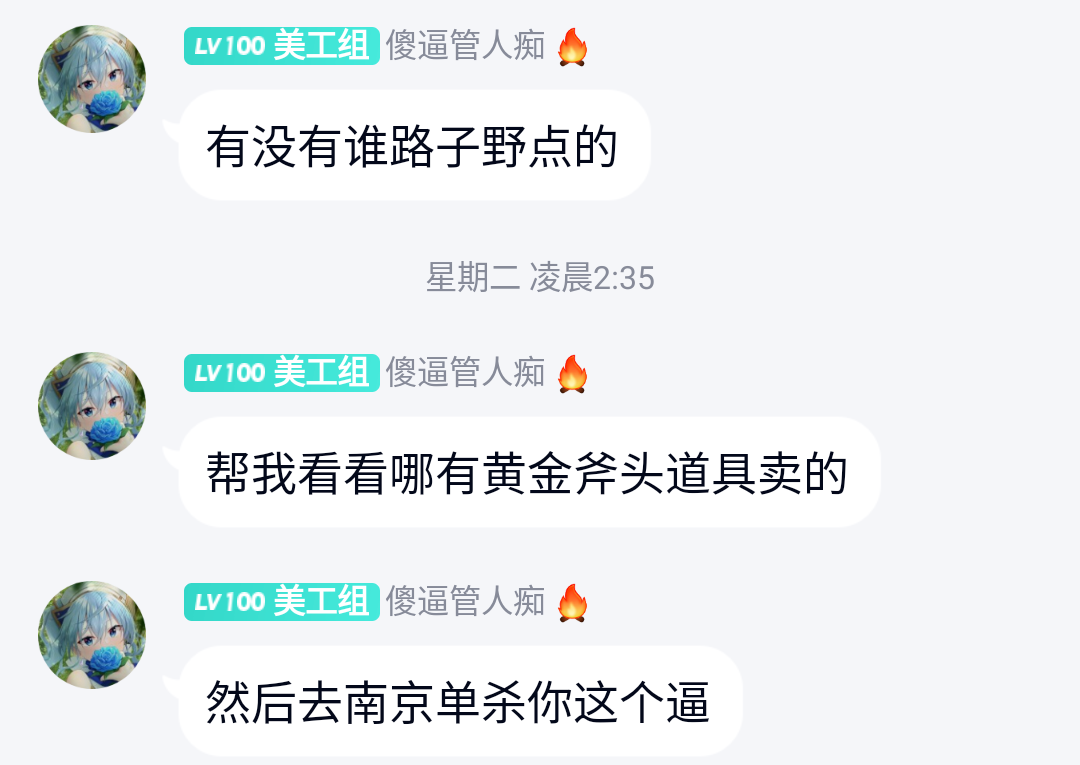 LV100 美工组 傻逼管人痴🔥
有没有谁路子野点的
星期二 凌晨2:35
LV100 美工组 傻逼管人痴🔥
帮我看看哪有黄金斧头道具卖的
LV100 美工组 傻逼管人痴🔥
然后去南京单杀你这个逼